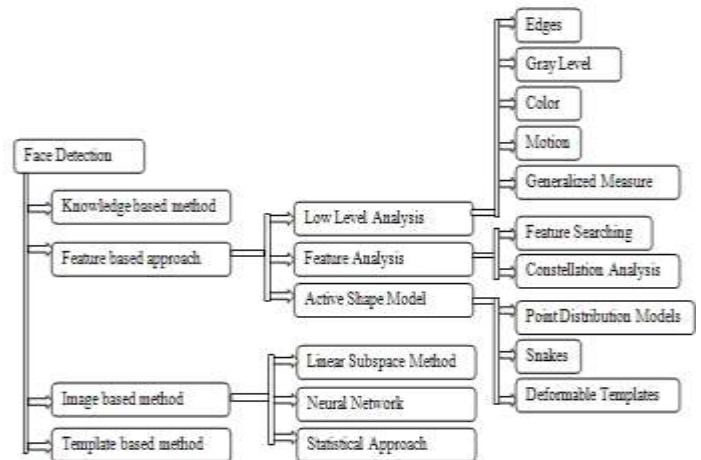 Edges
Gray Level
Color
Motion
Generalized Measure
Face Detection
Knowledge based method
Feature based approach
Low Level Analysis
Feature Analysis
Active Shape Model
Feature Searching
Constellation Analysis
Point Distribution Models
Snakes
Deformable Templates
Image based method
Linear Subspace Method
Neural Network
Statistical Approach
Template based method